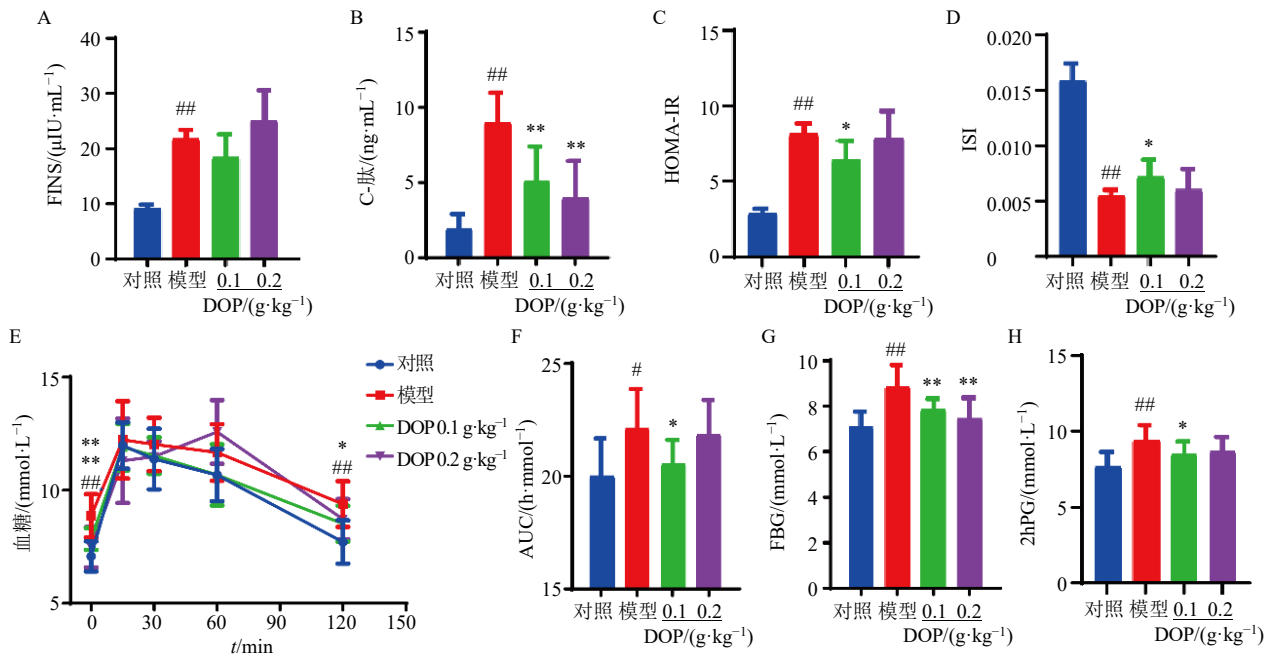 A
FINS/(μIU·mL⁻¹)
40
30
20
10
0
##
对照 模型 0.1 0.2
DOP/(g·kg⁻¹)
B
C-肽/(ng·mL⁻¹)
15
10
5
0
##
**
**
对照 模型 0.1 0.2
DOP/(g·kg⁻¹)
C
HOMA-IR
15
10
5
0
##
*
对照 模型 0.1 0.2
DOP/(g·kg⁻¹)
D
ISI
0.020
0.015
0.010
0.005
0
##
*
对照 模型 0.1 0.2
DOP/(g·kg⁻¹)
E
血糖/(mmol·L⁻¹)
15
10
5
**
**
##
*
##
0 30 60 90 120 150
t/min
对照
模型
DOP 0.1 g·kg⁻¹
DOP 0.2 g·kg⁻¹
F
AUC/(h·mmol⁻¹)
25
20
15
#
*
对照 模型 0.1 0.2
DOP/(g·kg⁻¹)
G
FBG/(mmol·L⁻¹)
10
8
6
4
2
0
##
**
**
对照 模型 0.1 0.2
DOP/(g·kg⁻¹)
H
2hPG/(mmol·L⁻¹)
15
10
5
0
##
*
对照 模型 0.1 0.2
DOP/(g·kg⁻¹)